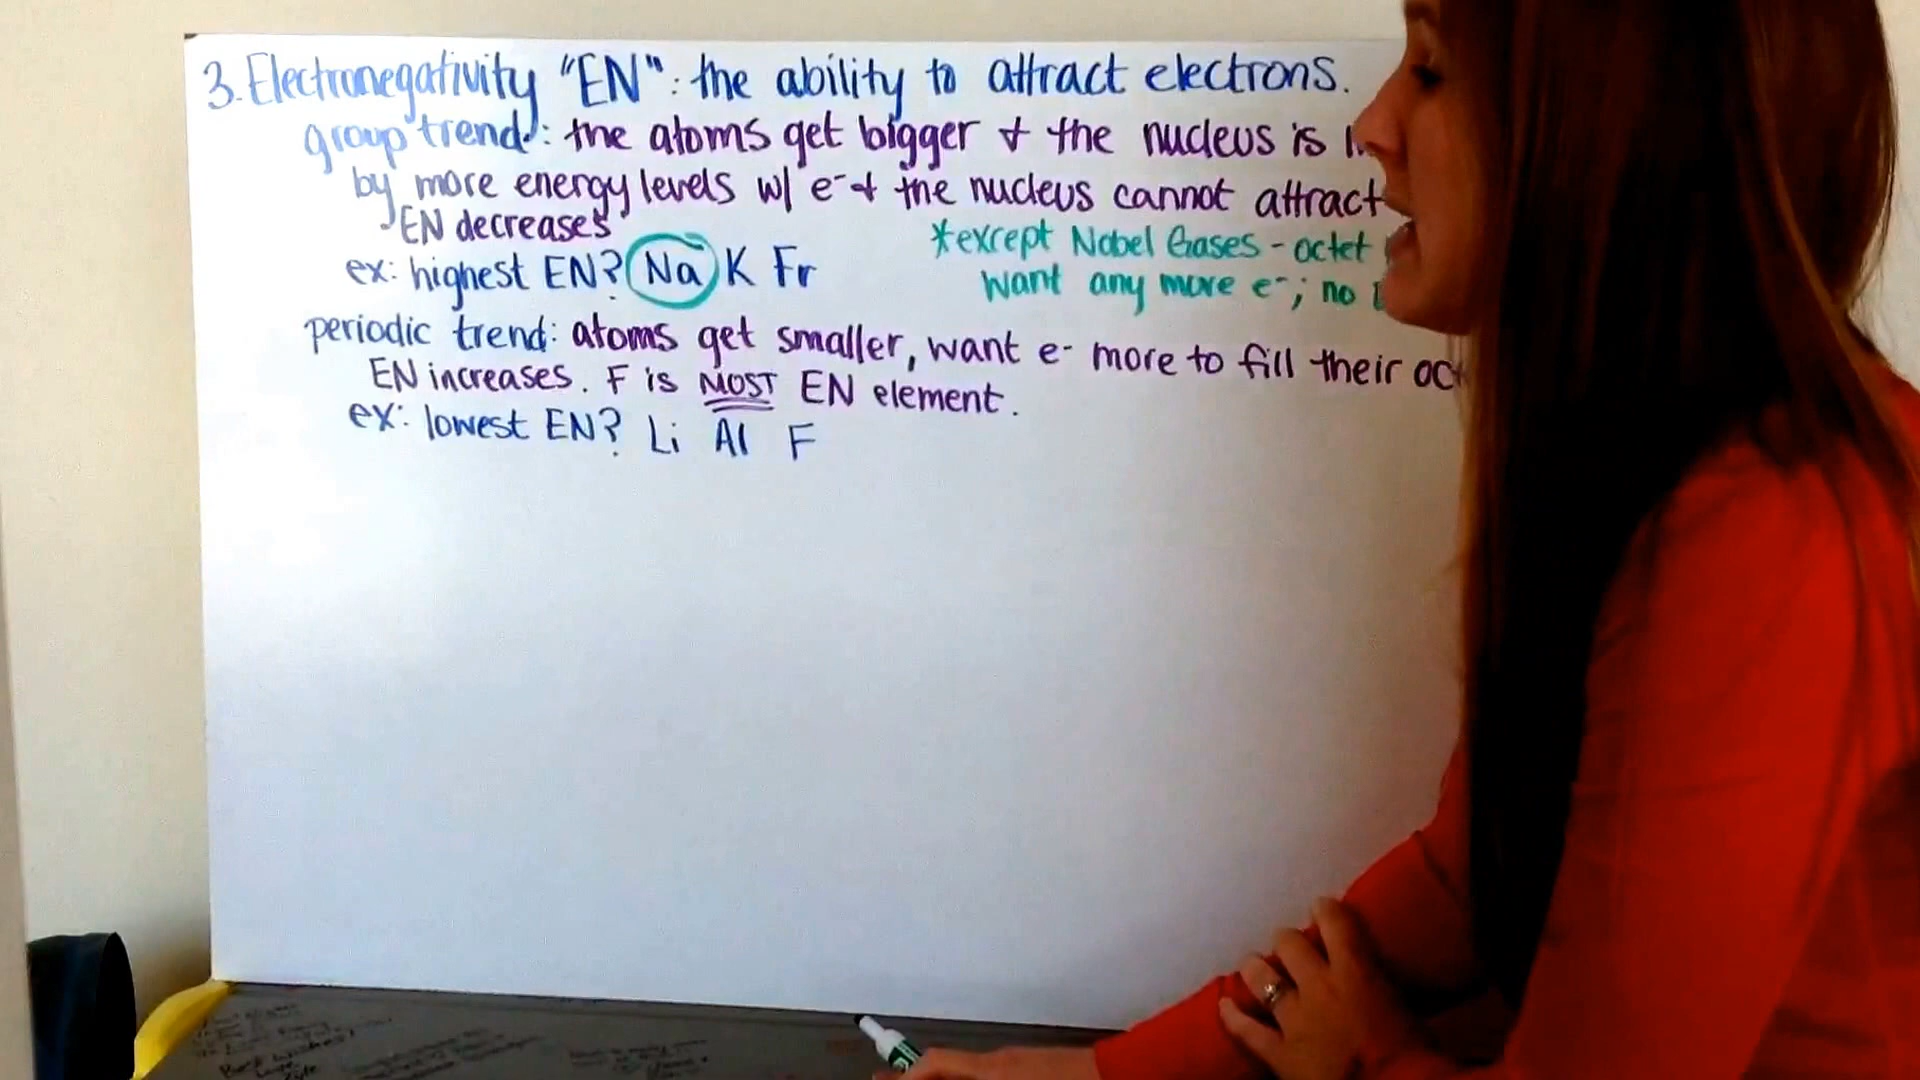 3. Electronegativity "EN": the ability to attract electrons.
group trend: the atoms get bigger & the nucleus is
by more energy levels w/ e⁻ & the nucleus cannot attract
EN decreases
*except Nobel Gases - octet
ex: highest EN? Na K Fr
want any more e⁻; no
periodic trend: atoms get smaller, want e⁻ more to fill their oct
EN increases. F is MOST EN element.
ex: lowest EN? Li Al F